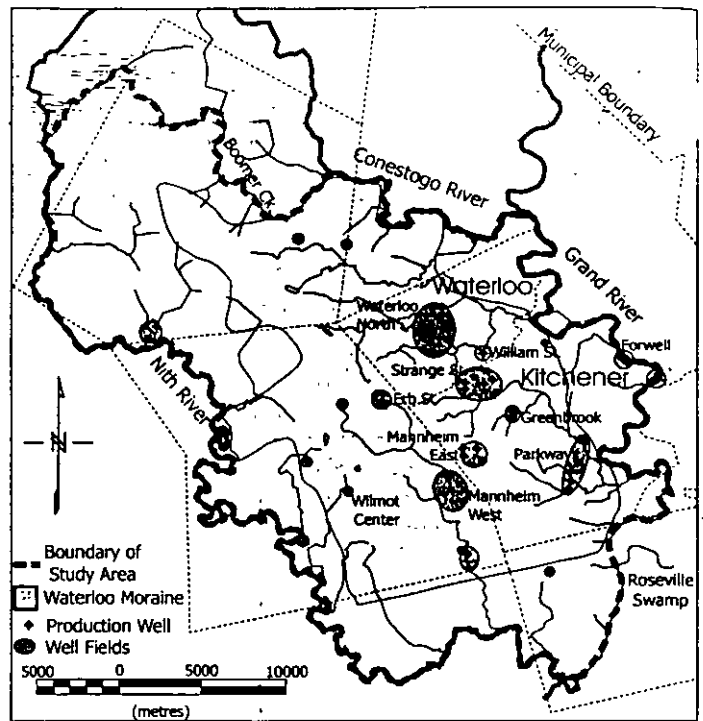 Municipal
Boundary
Boomer Ck.
Conestogo River
Grand River
Waterloo
Waterloo
North
William St.
Forwell
Strange St.
Kitchener
Nith River
Erb St.
Greenbrook
Mannheim
East
Parkway
N
Wilmot
Center
Mannheim
West
Boundary of
Study Area
Waterloo Moraine
Production Well
Well Fields
Roseville
Swamp
5000 0 5000 10000
(metres)